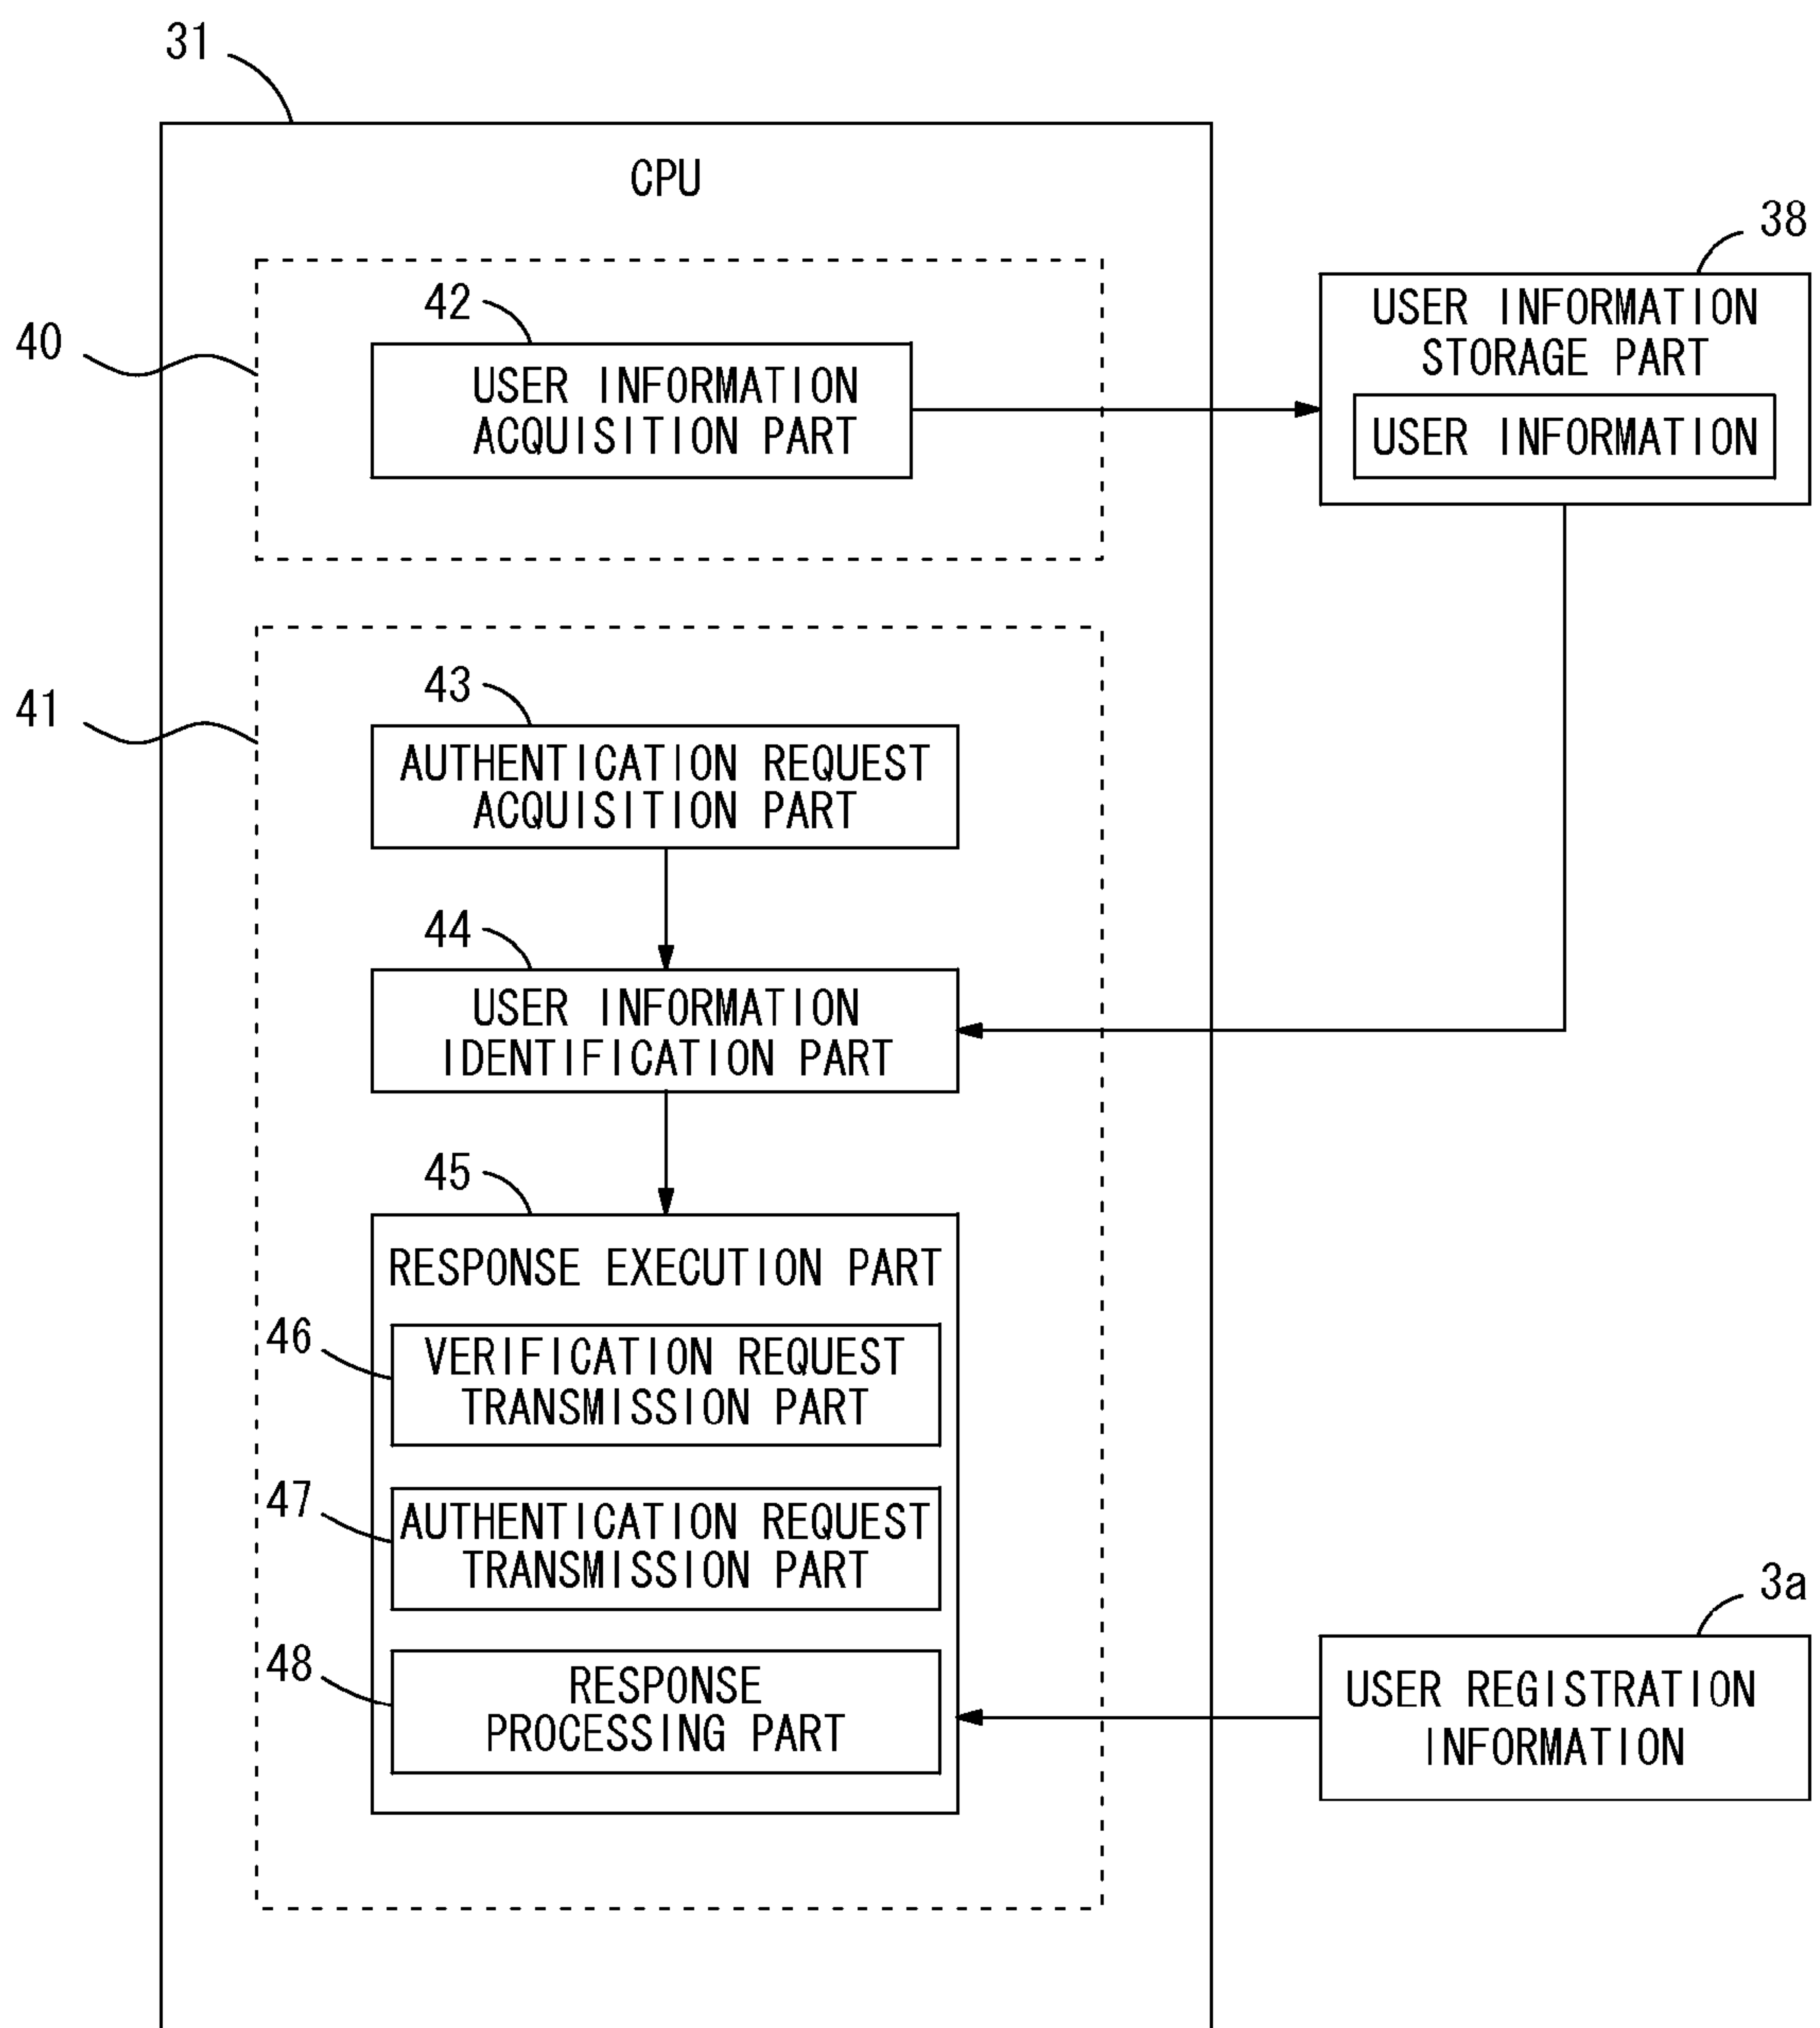 31
CPU
38
USER INFORMATION
STORAGE PART
USER INFORMATION
40
42
USER INFORMATION
ACQUISITION PART
41
43
AUTHENTICATION REQUEST
ACQUISITION PART
44
USER INFORMATION
IDENTIFICATION PART
45
RESPONSE EXECUTION PART
46
VERIFICATION REQUEST
TRANSMISSION PART
47
AUTHENTICATION REQUEST
TRANSMISSION PART
48
RESPONSE
PROCESSING PART
3a
USER REGISTRATION
INFORMATION